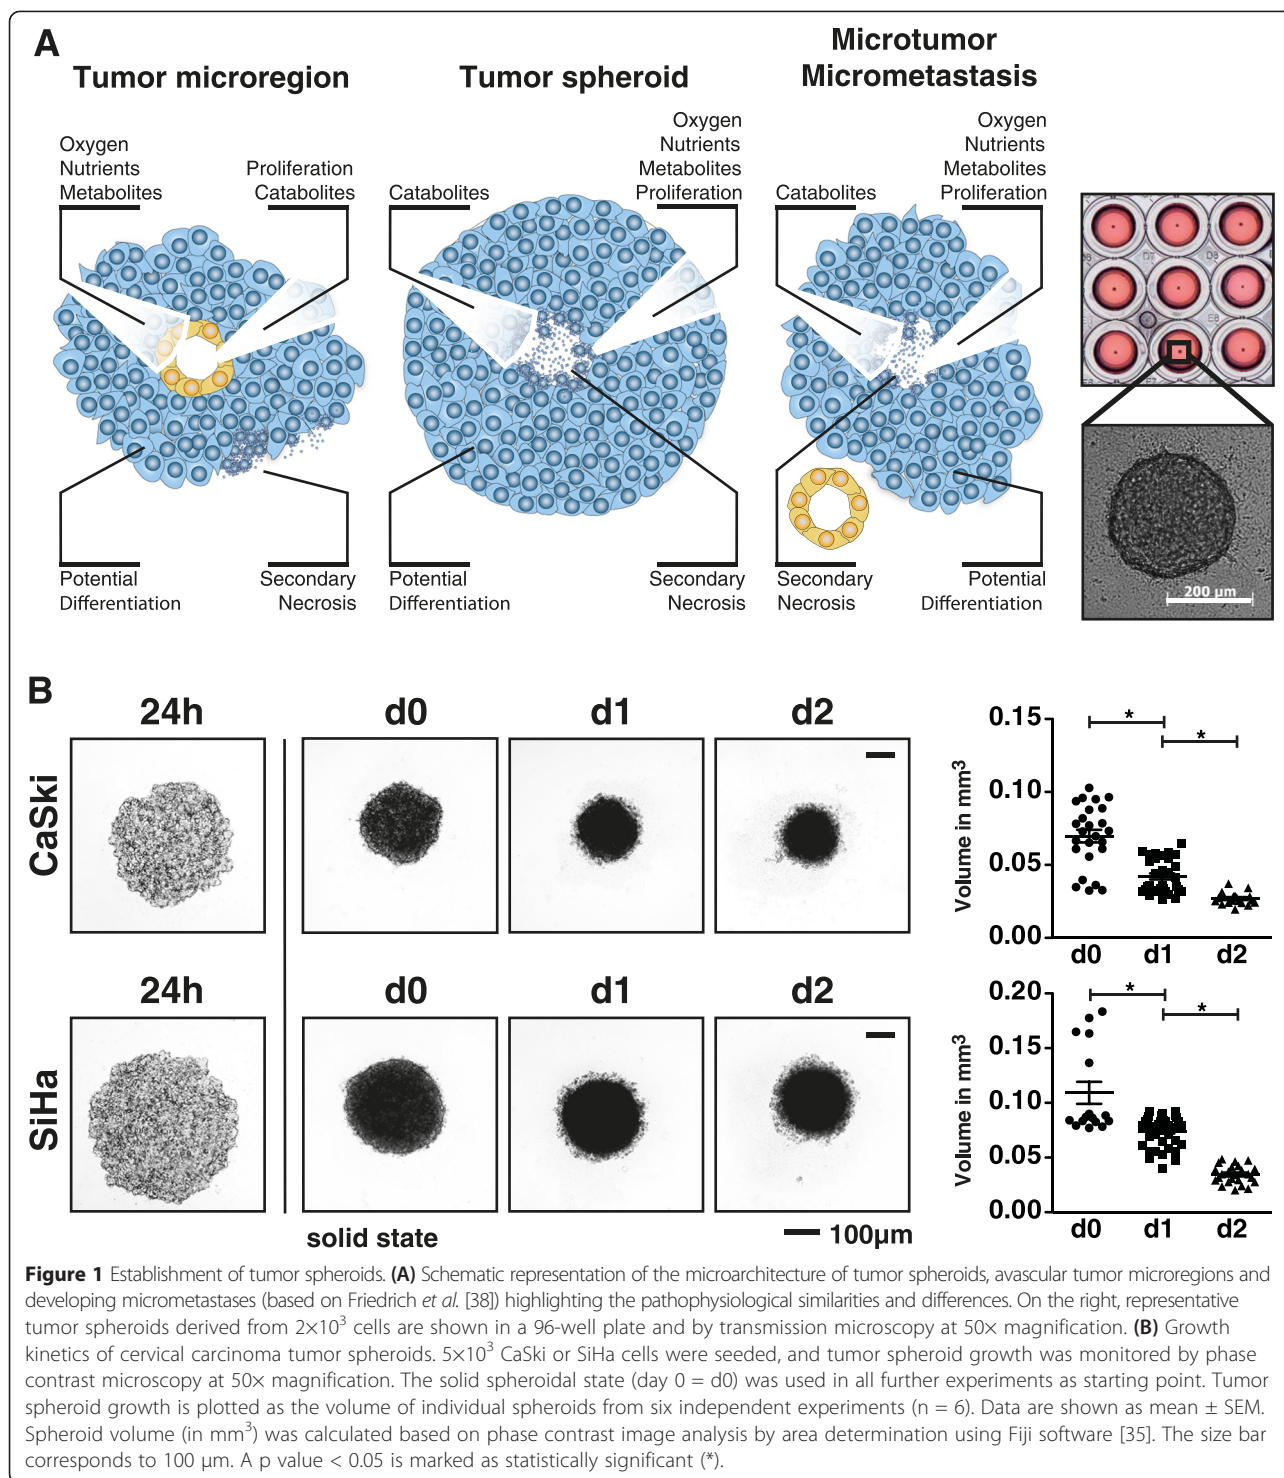 A
Tumor microregion
Tumor spheroid
Microtumor
Micrometastasis
Oxygen
Nutrients
Metabolites
Proliferation
Catabolites
Catabolites
Oxygen
Nutrients
Metabolites
Proliferation
Catabolites
Oxygen
Nutrients
Metabolites
Proliferation
D7
D8
E8
Potential
Differentiation
Secondary
Necrosis
Potential
Differentiation
Secondary
Necrosis
Secondary
Necrosis
Potential
Differentiation
200 µm
B
24h
d0
d1
d2
CaSki
24h
d0
d1
d2
SiHa
solid state
100µm
Volume in mm³
0.15
0.10
0.05
0.00
* *
d0 d1 d2
Volume in mm³
0.20
0.15
0.10
0.05
0.00
* *
d0 d1 d2
Figure 1 Establishment of tumor spheroids. (A) Schematic representation of the microarchitecture of tumor spheroids, avascular tumor microregions and
developing micrometastases (based on Friedrich et al. [38]) highlighting the pathophysiological similarities and differences. On the right, representative
tumor spheroids derived from 2×10³ cells are shown in a 96-well plate and by transmission microscopy at 50× magnification. (B) Growth
kinetics of cervical carcinoma tumor spheroids. 5×10³ CaSki or SiHa cells were seeded, and tumor spheroid growth was monitored by phase
contrast microscopy at 50× magnification. The solid spheroidal state (day 0 = d0) was used in all further experiments as starting point. Tumor
spheroid growth is plotted as the volume of individual spheroids from six independent experiments (n = 6). Data are shown as mean ± SEM.
Spheroid volume (in mm³) was calculated based on phase contrast image analysis by area determination using Fiji software [35]. The size bar
corresponds to 100 µm. A p value < 0.05 is marked as statistically significant (*).